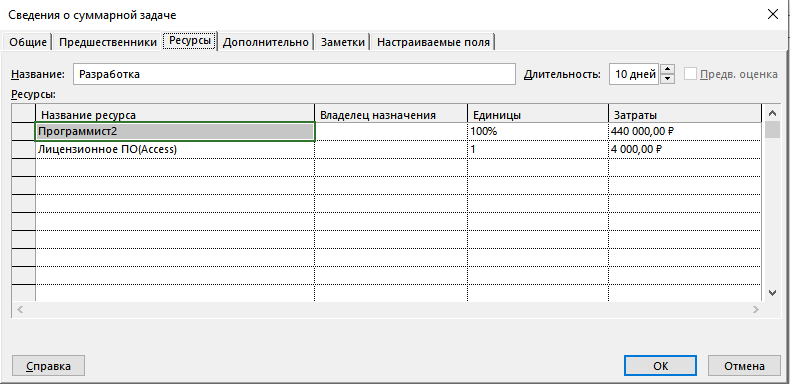 Сведения о суммарной задаче
Общие Предшественники Ресурсы Дополнительно Заметки Настраиваемые поля
Название: Разработка Длительность: 10 дней Предв. оценка
Ресурсы:
Название ресурса Владелец назначения Единицы Затраты
Программист2 100% 440 000,00 ₽
Лицензионное ПО(Access) 1 4 000,00 ₽
Справка ОК Отмена